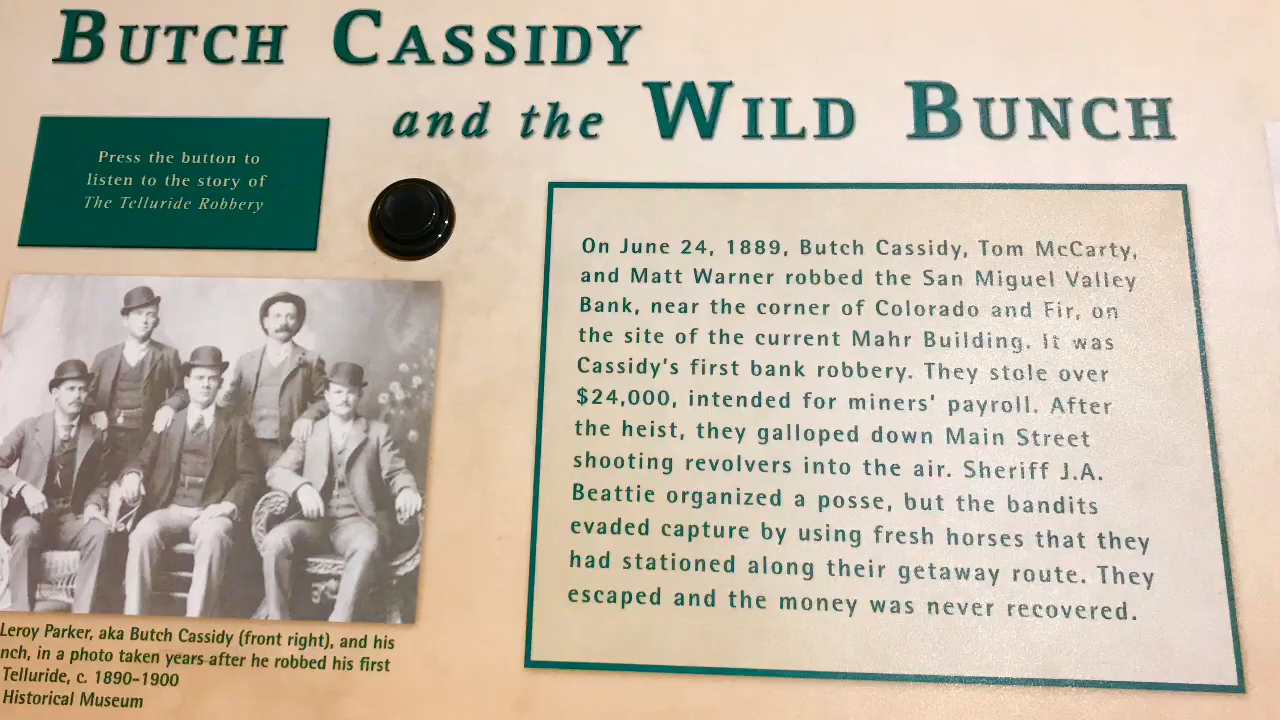 BUTCH CASSIDY
and the WILD BUNCH
Press the button to
listen to the story of
The Telluride Robbery
On June 24, 1889, Butch Cassidy, Tom McCarty,
and Matt Warner robbed the San Miguel Valley
Bank, near the corner of Colorado and Fir, on
the site of the current Mahr Building. It was
Cassidy's first bank robbery. They stole over
$24,000, intended for miners' payroll. After
the heist, they galloped down Main Street
shooting revolvers into the air. Sheriff J.A.
Beattie organized a posse, but the bandits
evaded capture by using fresh horses that they
had stationed along their getaway route. They
escaped and the money was never recovered.
Leroy Parker, aka Butch Cassidy (front right), and his
nch, in a photo taken years after he robbed his first
Telluride, c. 1890-1900
Historical Museum